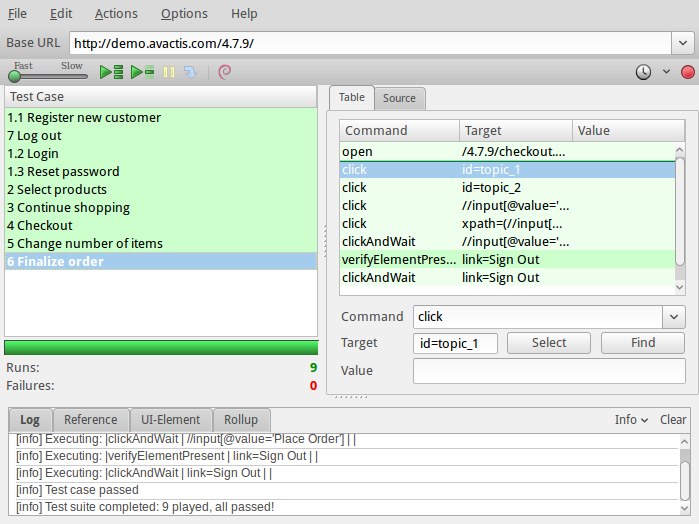 File Edit Actions Options Help
Base URL http://demo.avactis.com/4.7.9/
Fast Slow
Test Case
1.1 Register new customer
7 Log out
1.2 Login
1.3 Reset password
2 Select products
3 Continue shopping
4 Checkout
5 Change number of items
6 Finalize order
Runs: 9
Failures: 0
Table Source
Command Target Value
open /4.7.9/checkout....
click id=topic_1
click id=topic_2
click //input[@value='...
click xpath=(//input[...
clickAndWait //input[@value='...
verifyElementPres... link=Sign Out
clickAndWait link=Sign Out
Command click
Target id=topic_1 Select Find
Value
Log Reference UI-Element Rollup Info Clear
[info] Executing: |clickAndWait | //input[@value='Place Order'] | |
[info] Executing: |verifyElementPresent | link=Sign Out | |
[info] Executing: |clickAndWait | link=Sign Out | |
[info] Test case passed
[info] Test suite completed: 9 played, all passed!